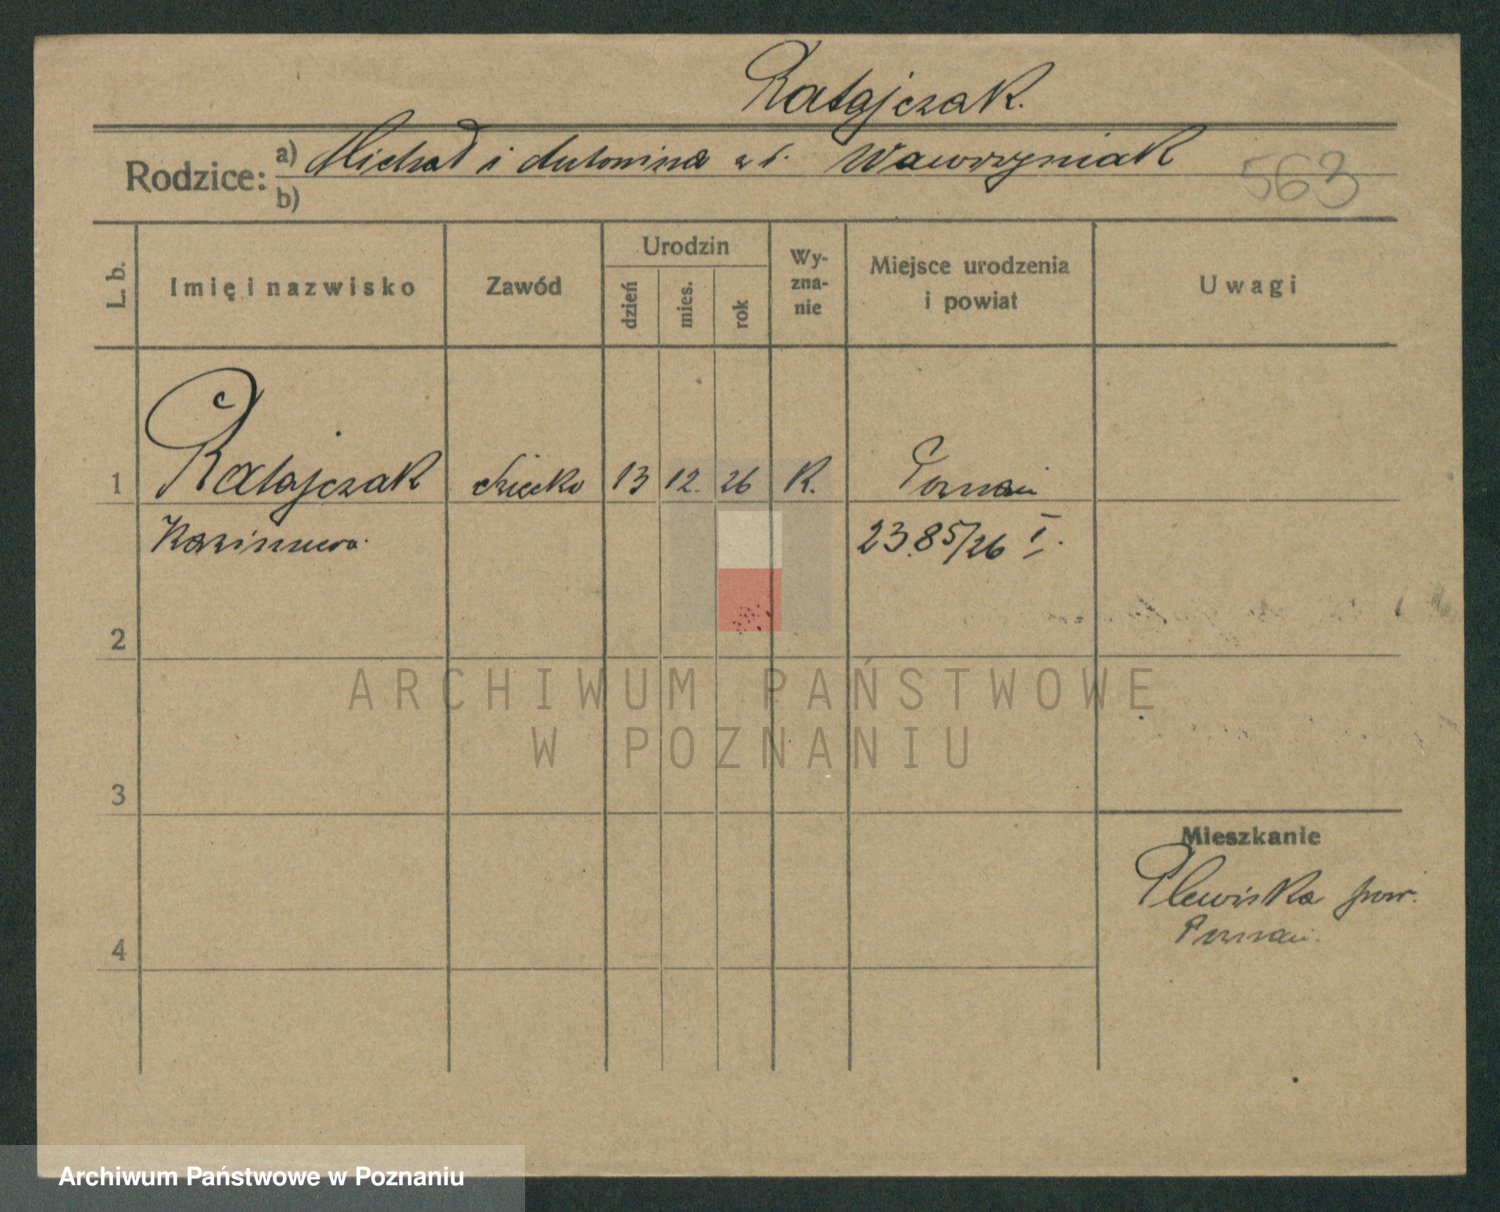 Ratajczak.
Rodzice: a) Michał i Antonina z d. Wawrzyniak
563
b)
L. b.
Imię i nazwisko
Zawód
Urodzin
dzień
mies.
rok
Wy-
zna-
nie
Miejsce urodzenia
i powiat
Uwagi
1 Ratajczak dziecko 13 12. 26 R. Poznań
Kazimiera. 2385/26 I.
2
ARCHIWUM PAŃSTWOWE
W POZNANIU
3
Mieszkanie
Plewiska pow.
Poznań.
4
Archiwum Państwowe w Poznaniu